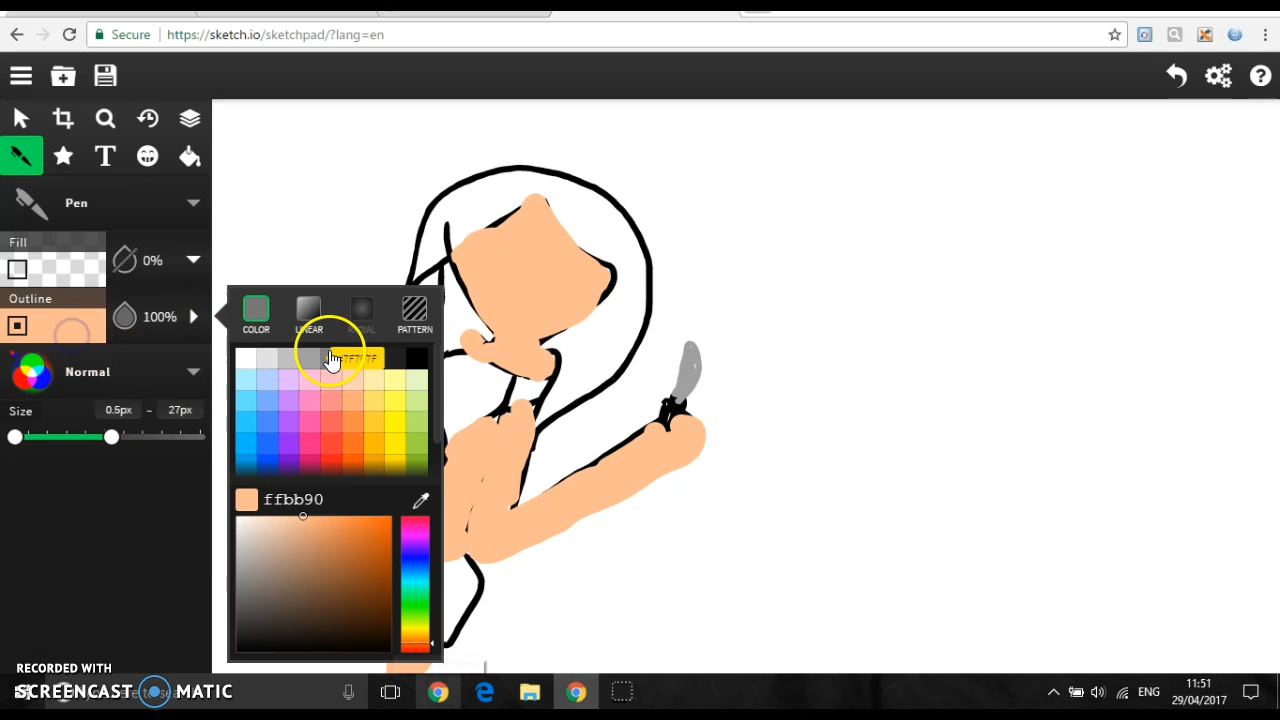 Secure
https://sketch.io/sketchpad/?lang=en
T
Pen
Fill
0%
Outline
100%
COLOR
LINEAR
RADIAL
PATTERN
Normal
Size
0.5px - 27px
ffbb90
RECORDED WITH
SCREENCAST MATIC
ENG
11:51
29/04/2017